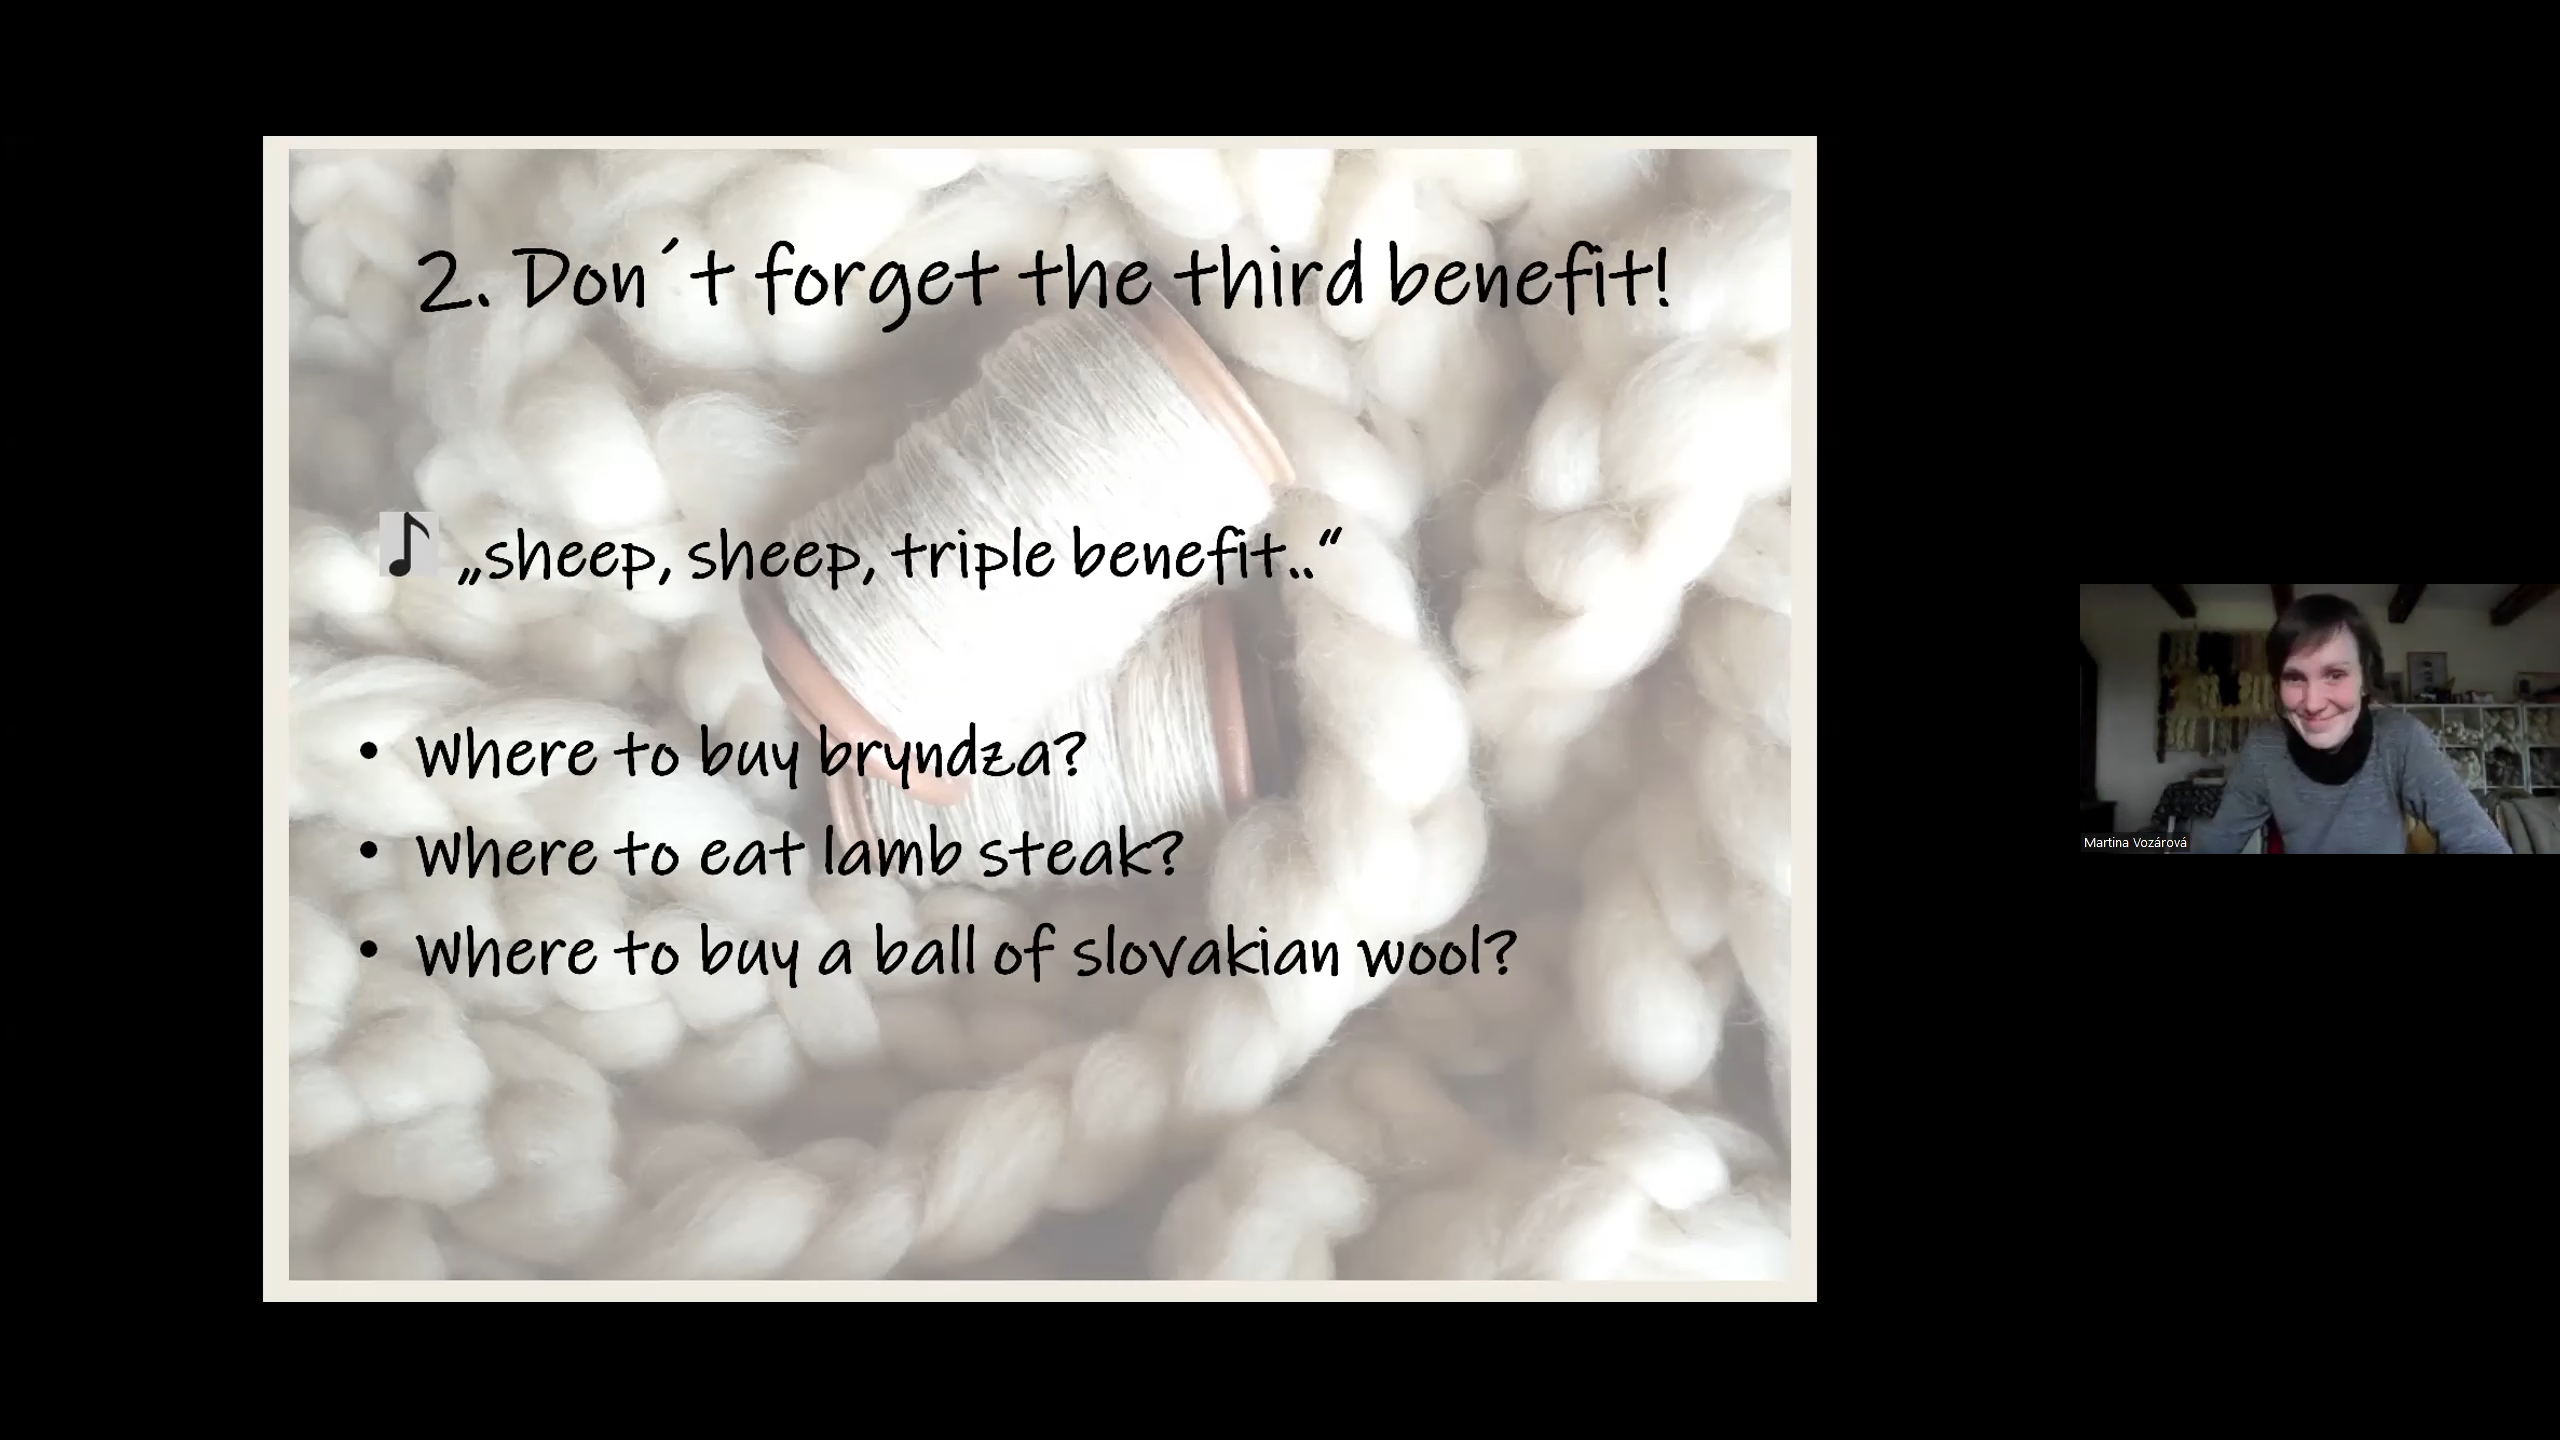 2. Don´t forget the third benefit!
♪ „sheep, sheep, triple benefit..“
• Where to buy bryndza?
• Where to eat lamb steak?
• Where to buy a ball of slovakian wool?
Martina Vozárová